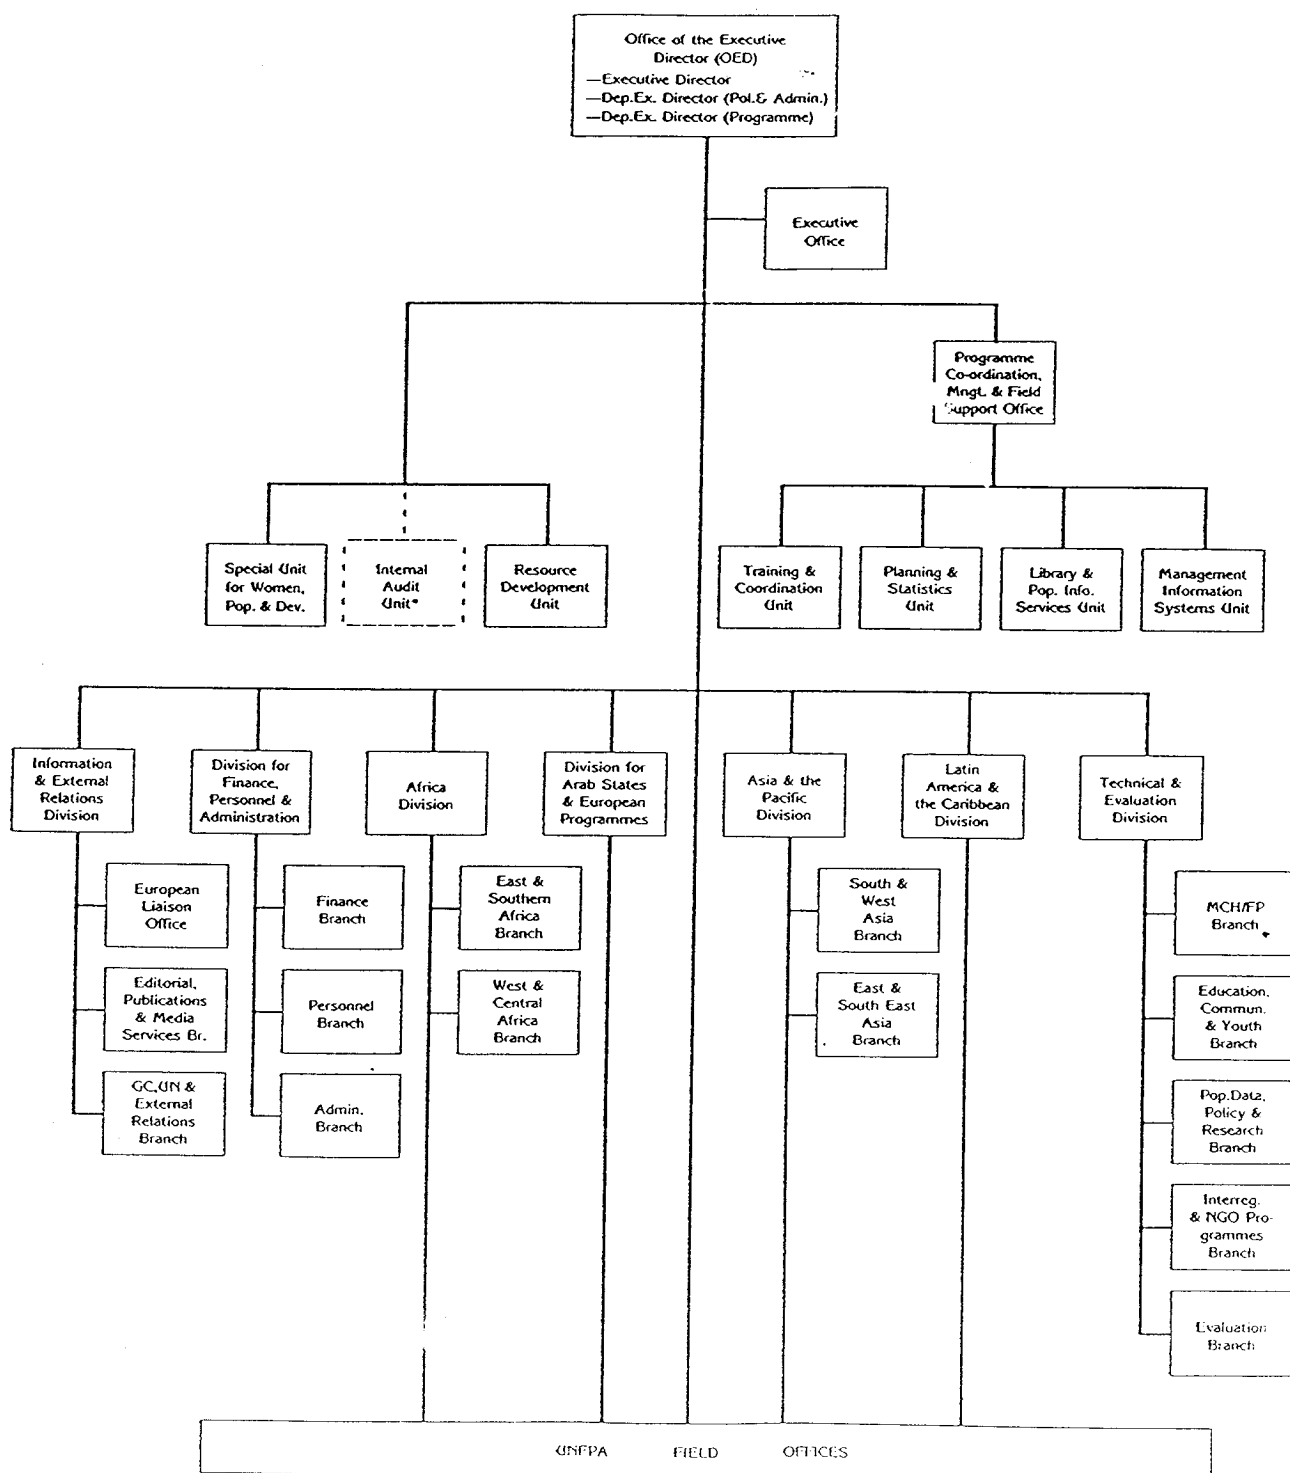 Office of the Executive
Director (OED)
—Executive Director
—Dep.Ex. Director (Pol.& Admin.)
—Dep.Ex. Director (Programme)
Executive
Office
Programme
Co-ordination,
Mngt. & Field
Support Office
Special Unit
for Women,
Pop. & Dev.
Internal
Audit
Unit*
Resource
Development
Unit
Training &
Coordination
Unit
Planning &
Statistics
Unit
Library &
Pop. Info.
Services Unit
Management
Information
Systems Unit
Information
& External
Relations
Division
Division for
Finance,
Personnel &
Administration
Africa
Division
Division for
Arab States
& European
Programmes
Asia & the
Pacific
Division
Latin
America &
the Caribbean
Division
Technical &
Evaluation
Division
European
Liaison
Office
Editorial,
Publications
& Media
Services Br.
GC,UN &
External
Relations
Branch
Finance
Branch
Personnel
Branch
Admin.
Branch
East &
Southern
Africa
Branch
West &
Central
Africa
Branch
South &
West
Asia
Branch
East &
South East
Asia
Branch
MCH/FP
Branch
Education,
Commun.
& Youth
Branch
Pop.Data,
Policy &
Research
Branch
Interreg.
& NGO Pro-
grammes
Branch
Evaluation
Branch
UNFPA FIELD OFFICES